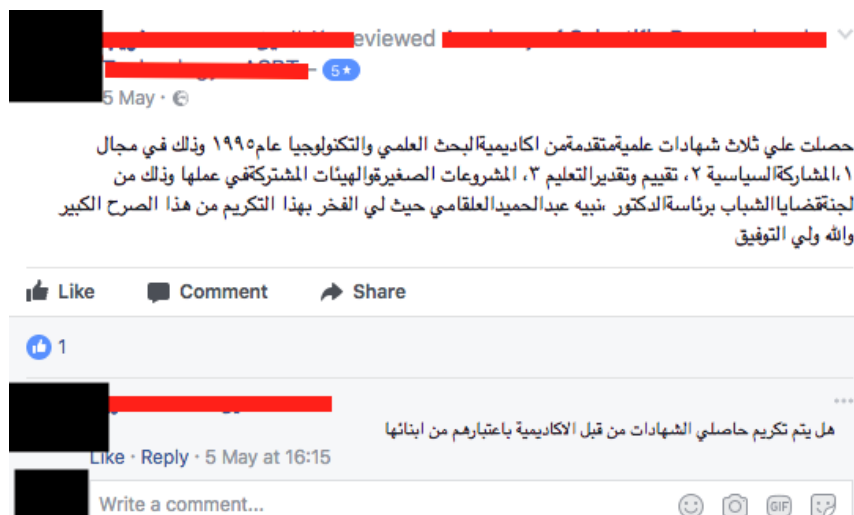 eviewed
5★
5 May
حصلت علي ثلاث شهادات علميةمتقدمةمن اكاديميةالبحث العلمي والتكنولوجيا عام١٩٩٥ وذلك في مجال
١،المشاركةالسياسية ٢، تقييم وتقديرالتعليم ٣، المشروعات الصغيرةوالهيئات المشتركةفي عملها وذلك من
لجنةقضاياالشباب برئاسةالدكتور ،نبيه عبدالحميدالعلقامي حيث لي الفخر بهذا التكريم من هذا الصرح الكبير
والله ولي التوفيق
Like Comment Share
1
هل يتم تكريم حاصلي الشهادات من قبل الاكاديمية باعتبارهم من ابنائها
Like · Reply · 5 May at 16:15
Write a comment...
GIF